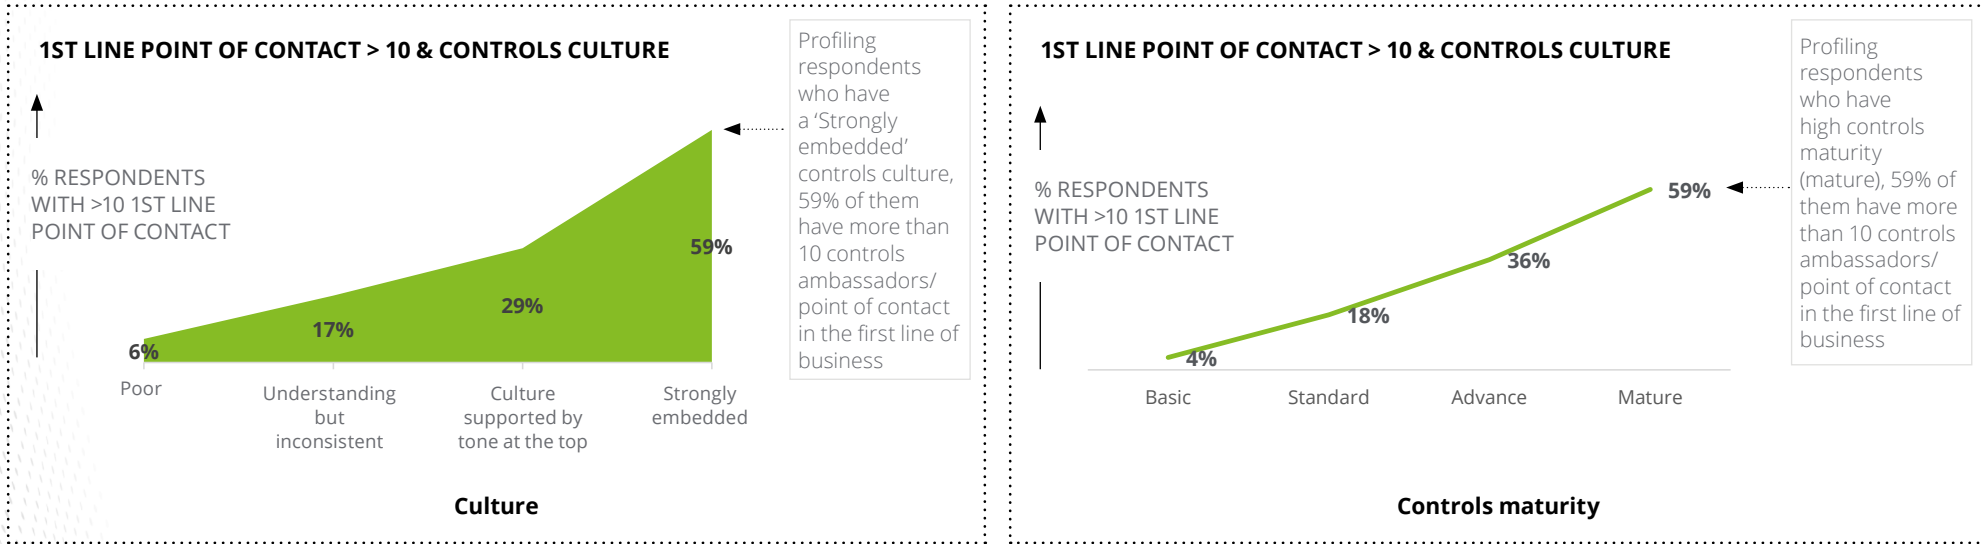 1ST LINE POINT OF CONTACT > 10 & CONTROLS CULTURE
% RESPONDENTS
WITH >10 1ST LINE
POINT OF CONTACT
6%
17%
29%
59%
Poor
Understanding
but
inconsistent
Culture
supported by
tone at the top
Strongly
embedded
Culture
Profiling
respondents
who have
a ‘Strongly
embedded’
controls culture,
59% of them
have more than
10 controls
ambassadors/
point of contact
in the first line of
business
1ST LINE POINT OF CONTACT > 10 & CONTROLS CULTURE
% RESPONDENTS
WITH >10 1ST LINE
POINT OF CONTACT
4%
18%
36%
59%
Basic
Standard
Advance
Mature
Controls maturity
Profiling
respondents
who have
high controls
maturity
(mature), 59% of
them have more
than 10 controls
ambassadors/
point of contact
in the first line of
business